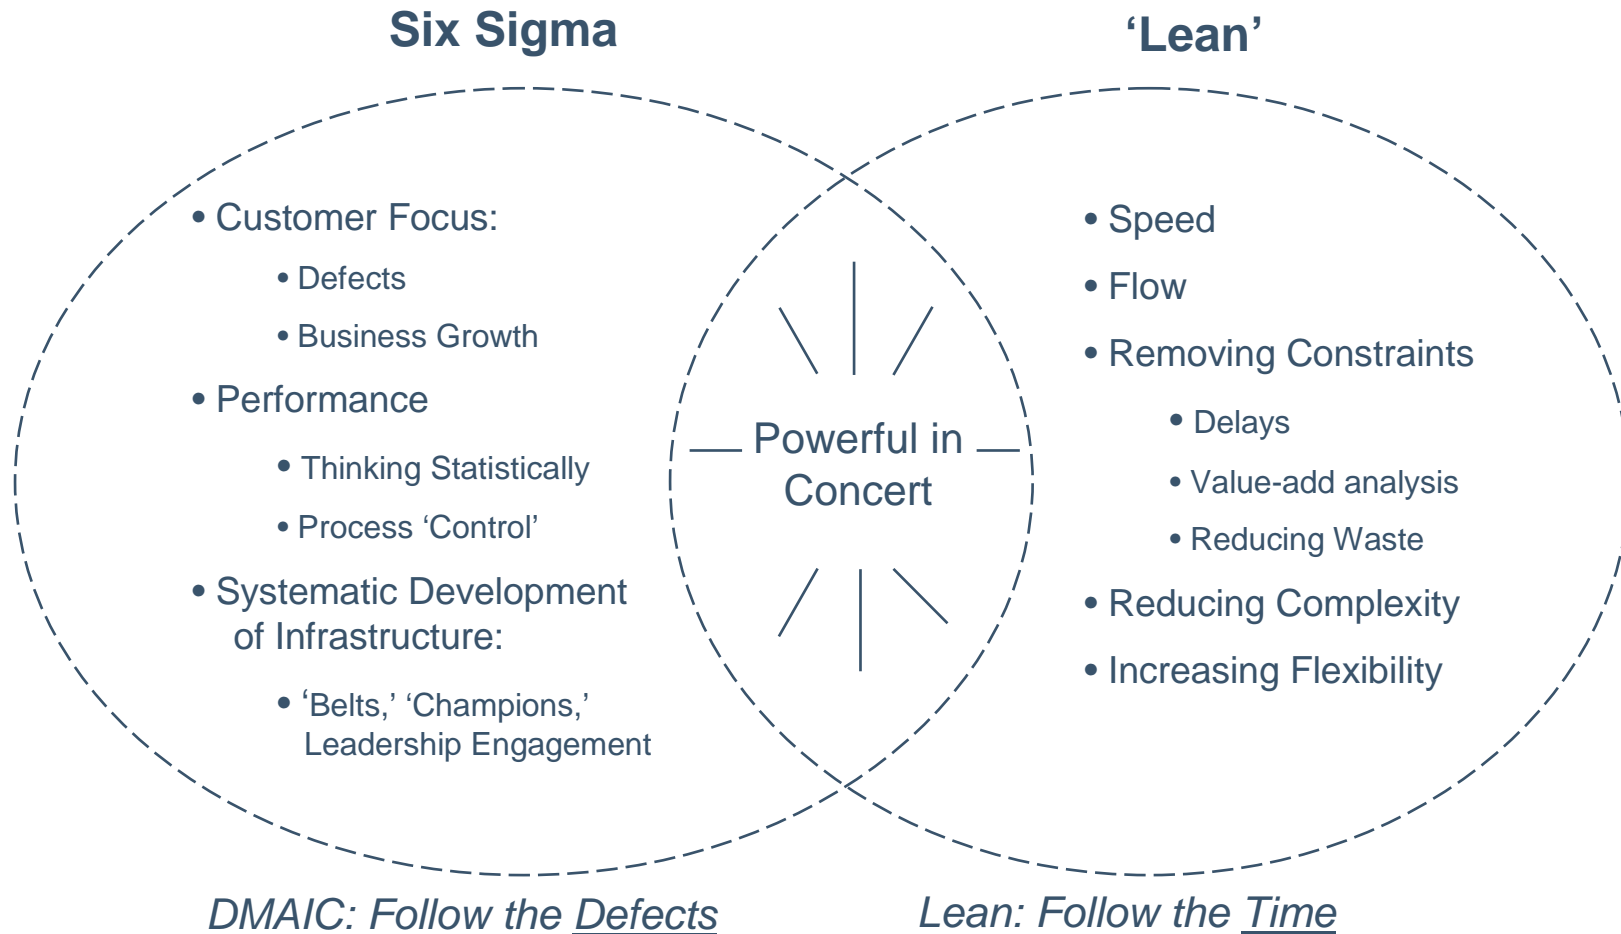 Six Sigma
‘Lean’
• Customer Focus:
• Defects
• Business Growth
• Performance
• Thinking Statistically
• Process ‘Control’
• Systematic Development
of Infrastructure:
• ‘Belts,’ ‘Champions,’
Leadership Engagement
Powerful in
Concert
• Speed
• Flow
• Removing Constraints
• Delays
• Value-add analysis
• Reducing Waste
• Reducing Complexity
• Increasing Flexibility
DMAIC: Follow the Defects
Lean: Follow the Time